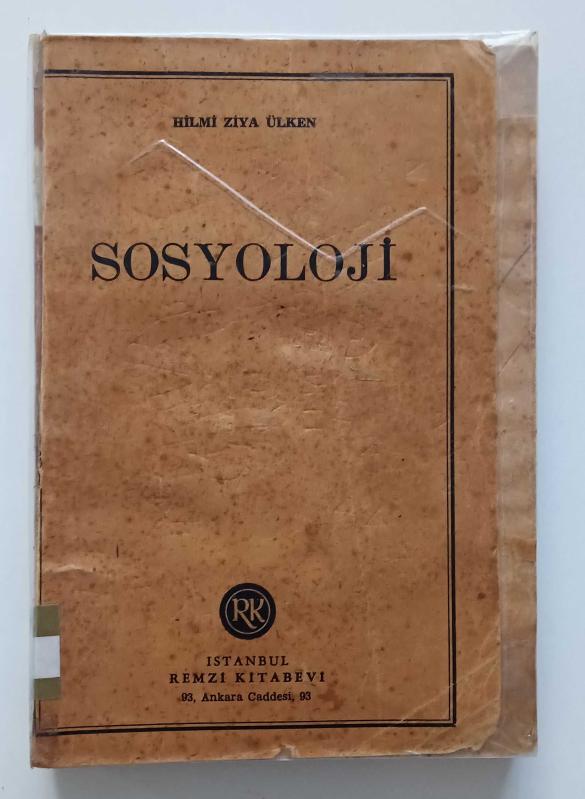 HİLMİ ZİYA ÜLKEN
SOSYOLOJİ
RK
ISTANBUL
REMZİ KITABEVİ
93, Ankara Caddesi, 93